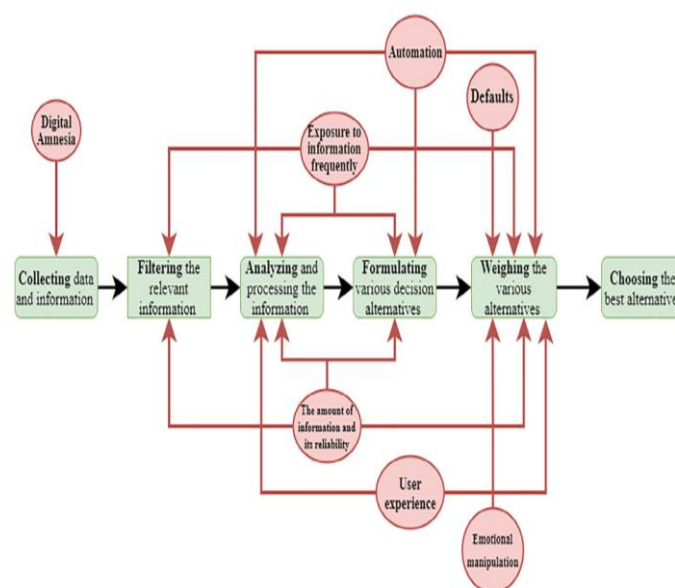 Automation
Defaults
Digital
Amnesia
Exposure to
information
frequently
Collecting data
and information
Filtering the
relevant
information
Analyzing and
processing the
information
Formulating
various decision
alternatives
Weighing the
various
alternatives
Choosing the
best alternative
The amount of
information and
its reliability
User
experience
Emotional
manipulation